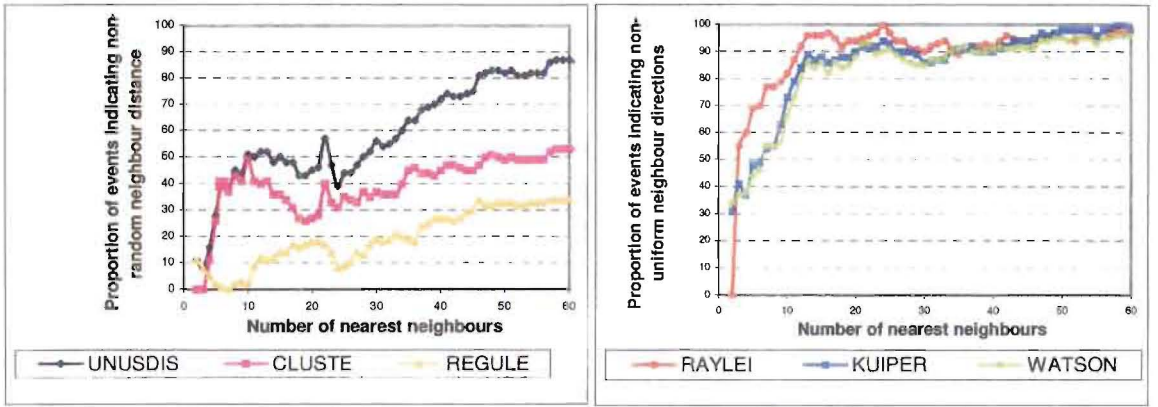 Proportion of events indicating non-
random neighbour distance
100
90
80
70
60
50
40
30
20
10
0
0 10 20 30 40 50 60
Number of nearest neighbours
UNUSDIS CLUSTE REGULE
Proportion of events indicating non-
uniform neighbour directions
100
90
80
70
60
50
40
30
20
10
0
0 10 20 30 40 50 60
Number of nearest neighbours
RAYLEI KUIPER WATSON